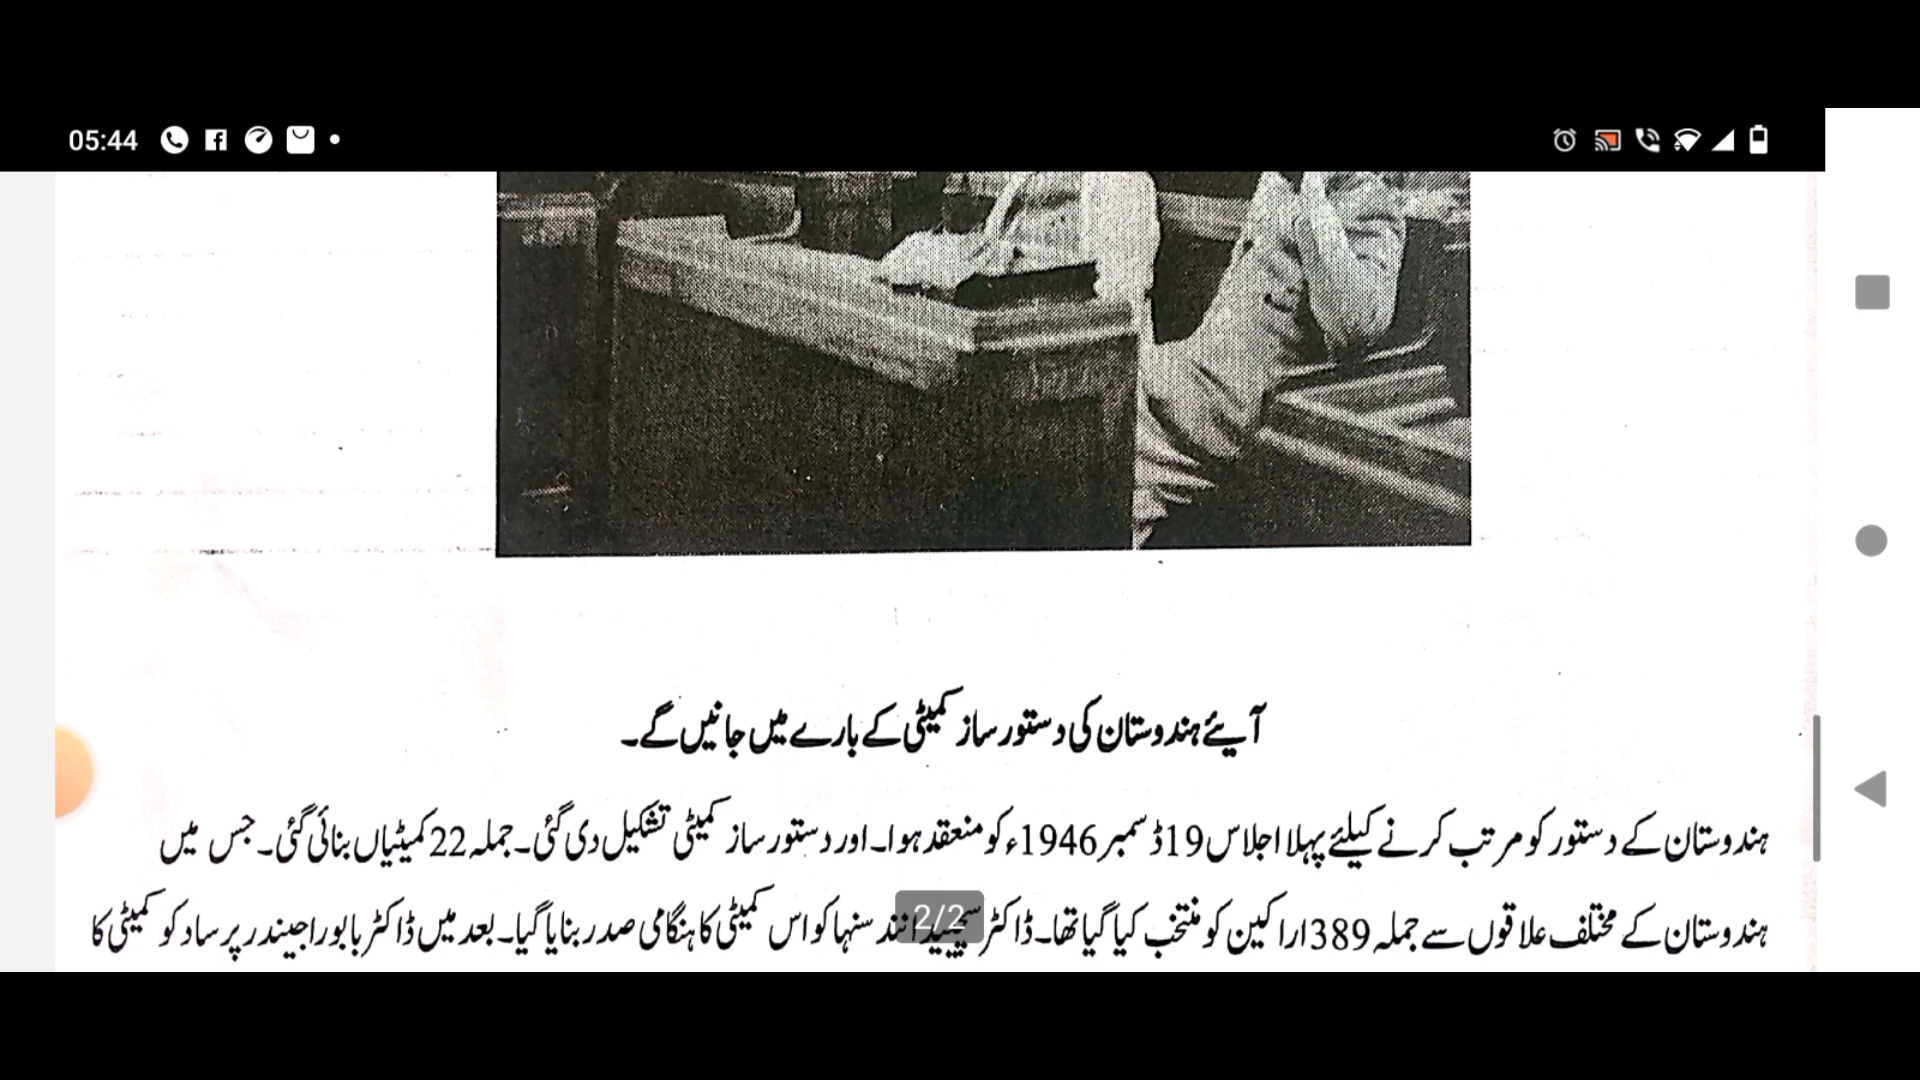 05:44
آیئے ہندوستان کی دستور ساز کمیٹی کے بارے میں جانیں گے۔
ہندوستان کے دستور کو مرتب کرنے کیلئے پہلا اجلاس 19 ڈسمبر 1946ء کو منعقد ہوا۔ اور دستور ساز کمیٹی تشکیل دی گئی۔ جملہ 22 کمیٹیاں بنائی گئی۔ جس میں
ہندوستان کے مختلف علاقوں سے جملہ 389 اراکین کو منتخب کیا گیا تھا۔ ڈاکٹر سنہا کو اس کمیٹی کا ہنگامی صدر بنایا گیا۔ بعد میں ڈاکٹر بابو راجیندر پرساد کو کمیٹی کا
2/2